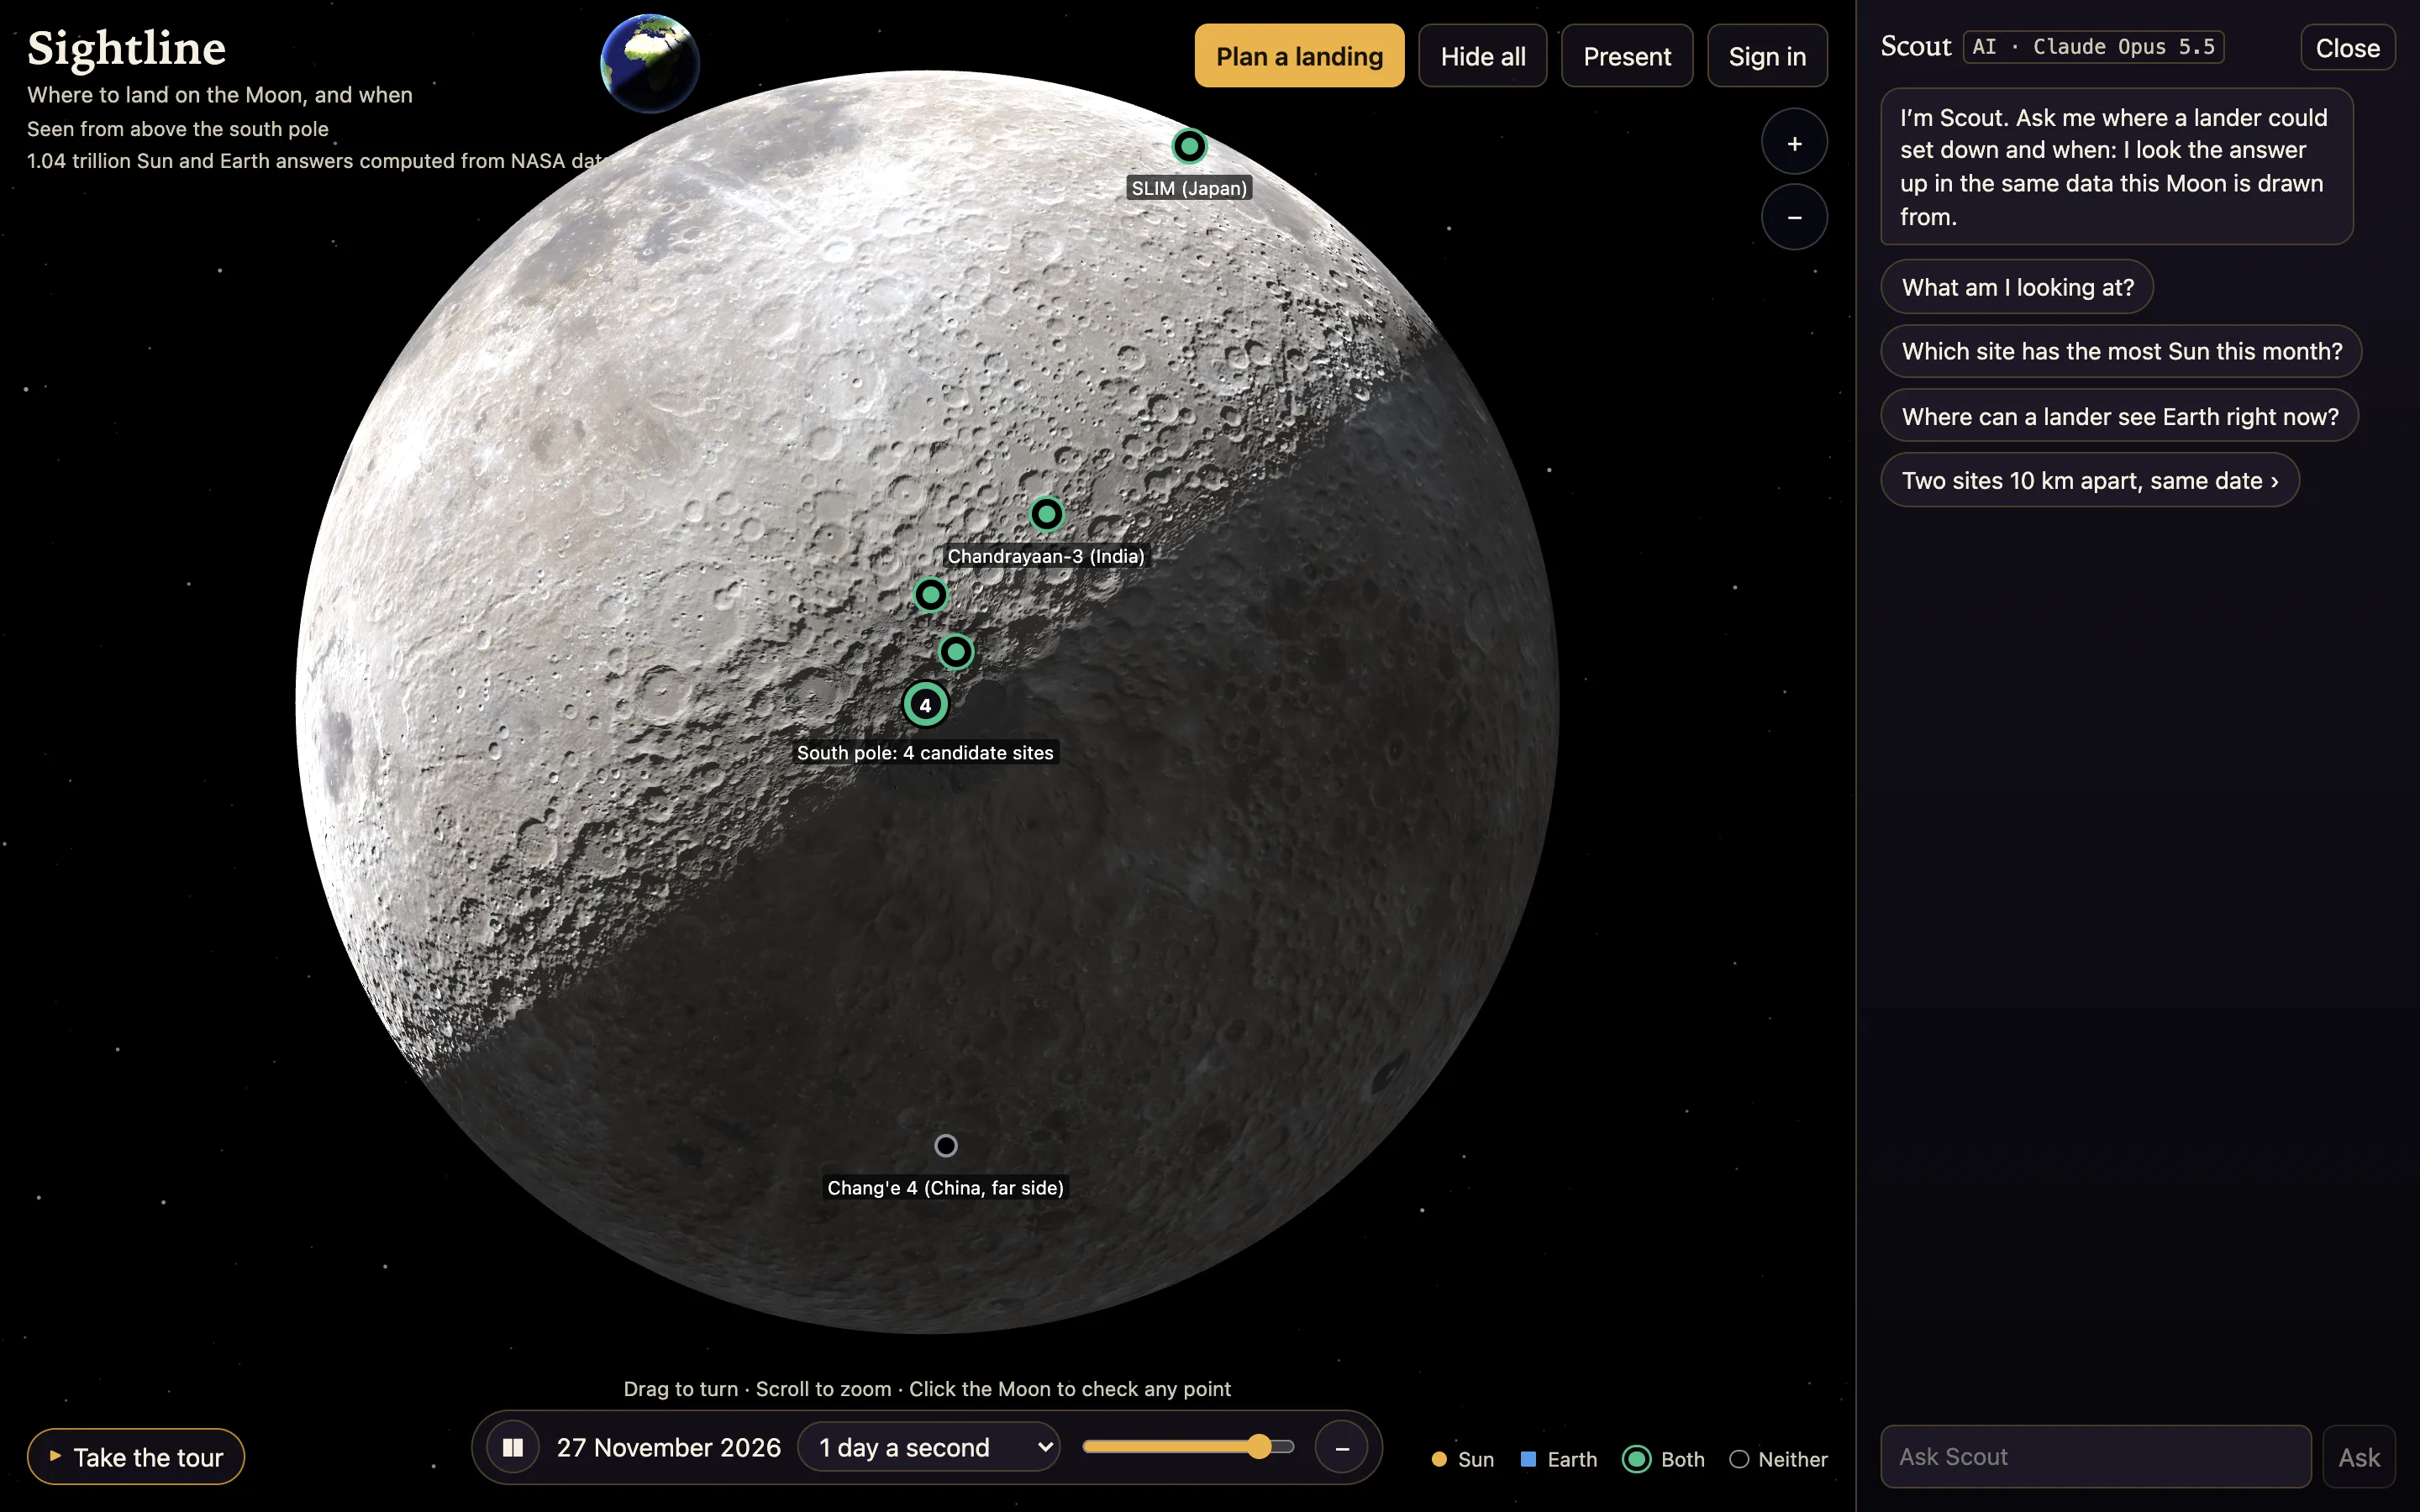 Sightline
Where to land on the Moon, and when
Seen from above the south pole
1.04 trillion Sun and Earth answers computed from NASA data
Plan a landing
Hide all
Present
Sign in
+
−
SLIM (Japan)
Chandrayaan-3 (India)
4
South pole: 4 candidate sites
Chang'e 4 (China, far side)
Drag to turn · Scroll to zoom · Click the Moon to check any point
Take the tour
27 November 2026
1 day a second
−
Sun
Earth
Both
Neither
Scout
AI · Claude Opus 5.5
Close
I’m Scout. Ask me where a lander could
set down and when: I look the answer
up in the same data this Moon is drawn
from.
What am I looking at?
Which site has the most Sun this month?
Where can a lander see Earth right now?
Two sites 10 km apart, same date ›
Ask Scout
Ask